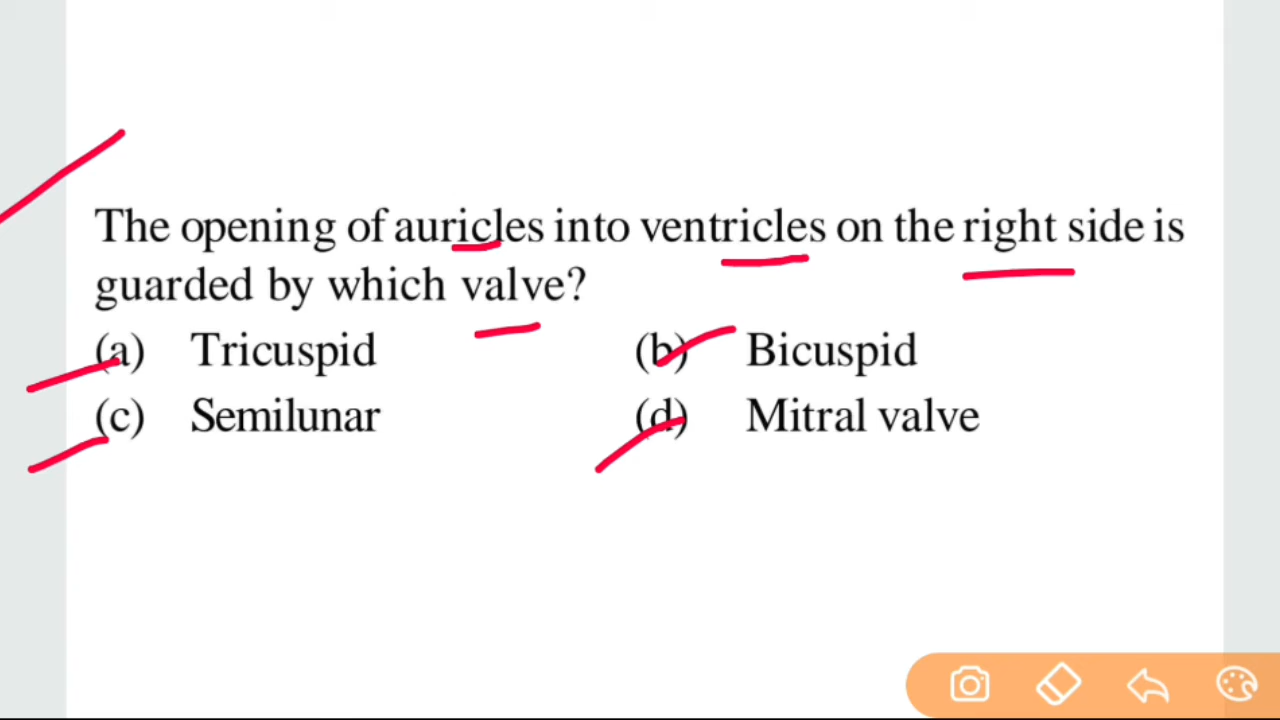 The opening of auricles into ventricles on the right side is
guarded by which valve?
(a) Tricuspid (b) Bicuspid
(c) Semilunar (d) Mitral valve